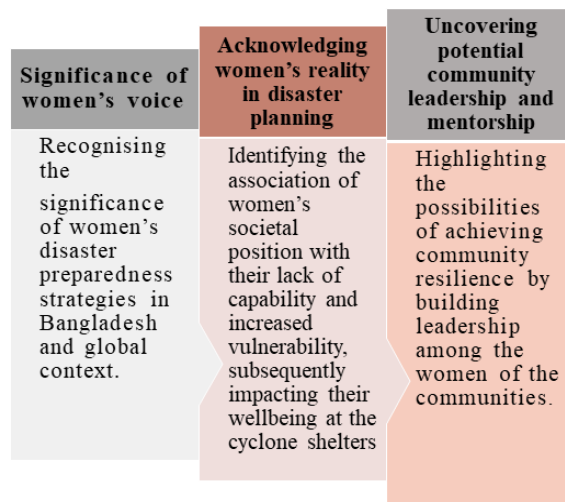 Significance of
women's voice
Recognising
the
significance
of women's
disaster
preparedness
strategies in
Bangladesh
and global
context.
Acknowledging
women's reality
in disaster
planning
Identifying the
association of
women's
societal
position with
their lack of
capability and
increased
vulnerability,
subsequently
impacting their
wellbeing at the
cyclone shelters
Uncovering
potential
community
leadership and
mentorship
Highlighting
the
possibilities
of achieving
community
resilience by
building
leadership
among the
women of the
communities.